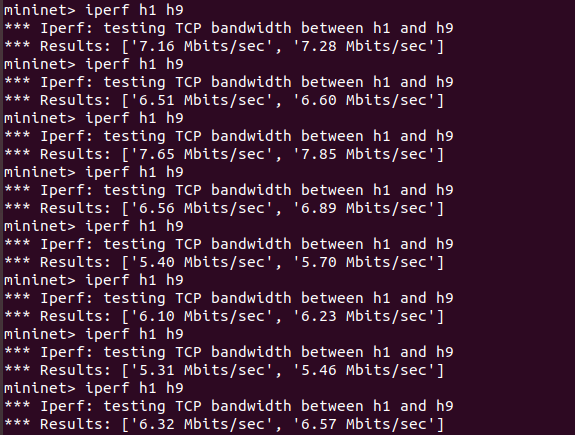 mininet> iperf h1 h9
*** Iperf: testing TCP bandwidth between h1 and h9
*** Results: ['7.16 Mbits/sec', '7.28 Mbits/sec']
mininet> iperf h1 h9
*** Iperf: testing TCP bandwidth between h1 and h9
*** Results: ['6.51 Mbits/sec', '6.60 Mbits/sec']
mininet> iperf h1 h9
*** Iperf: testing TCP bandwidth between h1 and h9
*** Results: ['7.65 Mbits/sec', '7.85 Mbits/sec']
mininet> iperf h1 h9
*** Iperf: testing TCP bandwidth between h1 and h9
*** Results: ['6.56 Mbits/sec', '6.89 Mbits/sec']
mininet> iperf h1 h9
*** Iperf: testing TCP bandwidth between h1 and h9
*** Results: ['5.40 Mbits/sec', '5.70 Mbits/sec']
mininet> iperf h1 h9
*** Iperf: testing TCP bandwidth between h1 and h9
*** Results: ['6.10 Mbits/sec', '6.23 Mbits/sec']
mininet> iperf h1 h9
*** Iperf: testing TCP bandwidth between h1 and h9
*** Results: ['5.31 Mbits/sec', '5.46 Mbits/sec']
mininet> iperf h1 h9
*** Iperf: testing TCP bandwidth between h1 and h9
*** Results: ['6.32 Mbits/sec', '6.57 Mbits/sec']